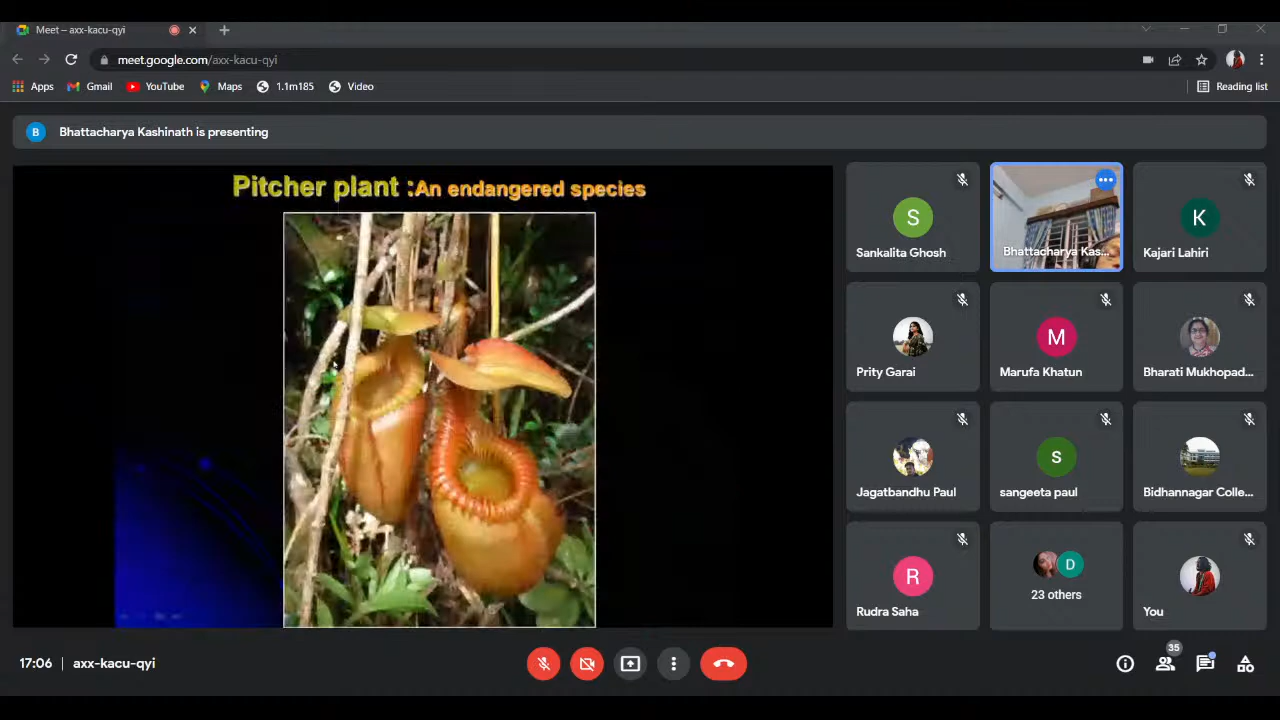 Meet – axx-kacu-qyi
meet.google.com/axx-kacu-qyi
Apps
Gmail
YouTube
Maps
1.1m185
Video
Reading list
B
Bhattacharya Kashinath is presenting
Pitcher plant :An endangered species
S
Sankalita Ghosh
Bhattacharya Kas...
K
Kajari Lahiri
Prity Garai
M
Marufa Khatun
Bharati Mukhopad...
Jagatbandhu Paul
s
sangeeta paul
Bidhannagar Colle...
R
Rudra Saha
D
23 others
You
17:06 | axx-kacu-qyi
35